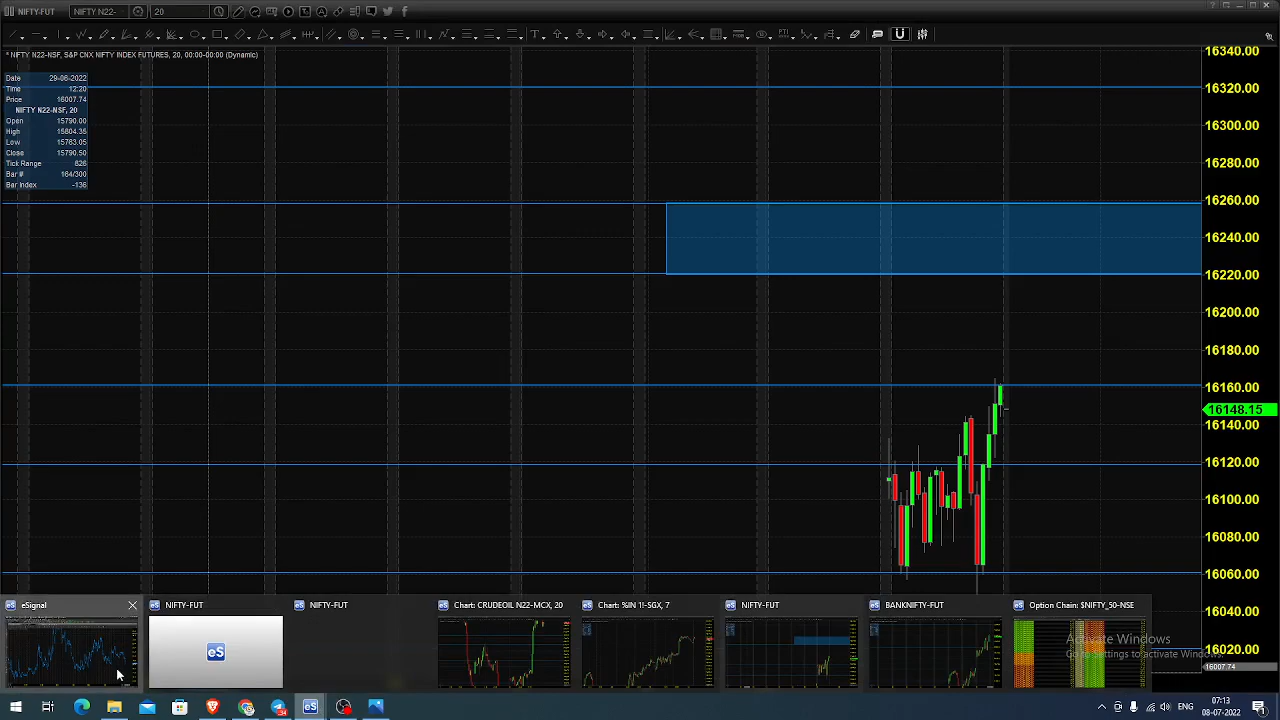 NIFTY-FUT NIFTY N22- 20
* NIFTY N22-NSF, S&P CNX NIFTY INDEX FUTURES, 20, 00:00-00:00 (Dynamic)
Date 29-06-2022
Time 12:20
Price 16007.74
NIFTY N22-NSF, 20
Open 15790.00
High 15804.35
Low 15783.05
Close 15790.50
Tick Range 826
Bar # 164/300
Bar Index -136
16340.00
16320.00
16300.00
16280.00
16260.00
16240.00
16220.00
16200.00
16180.00
16160.00
16148.15
16140.00
16120.00
16100.00
16080.00
16060.00
16040.00
16020.00
16007.74
eSignal NIFTY-FUT NIFTY-FUT Chart: CRUDEOIL N22-MCX, 20 Chart: %IN 1!-SGX, 7 NIFTY-FUT BANKNIFTY-FUT Option Chain: $NIFTY_50-NSE
eS
Activate Windows
Go to Settings to activate Windows.
eS ENG 07:13
08-07-2022